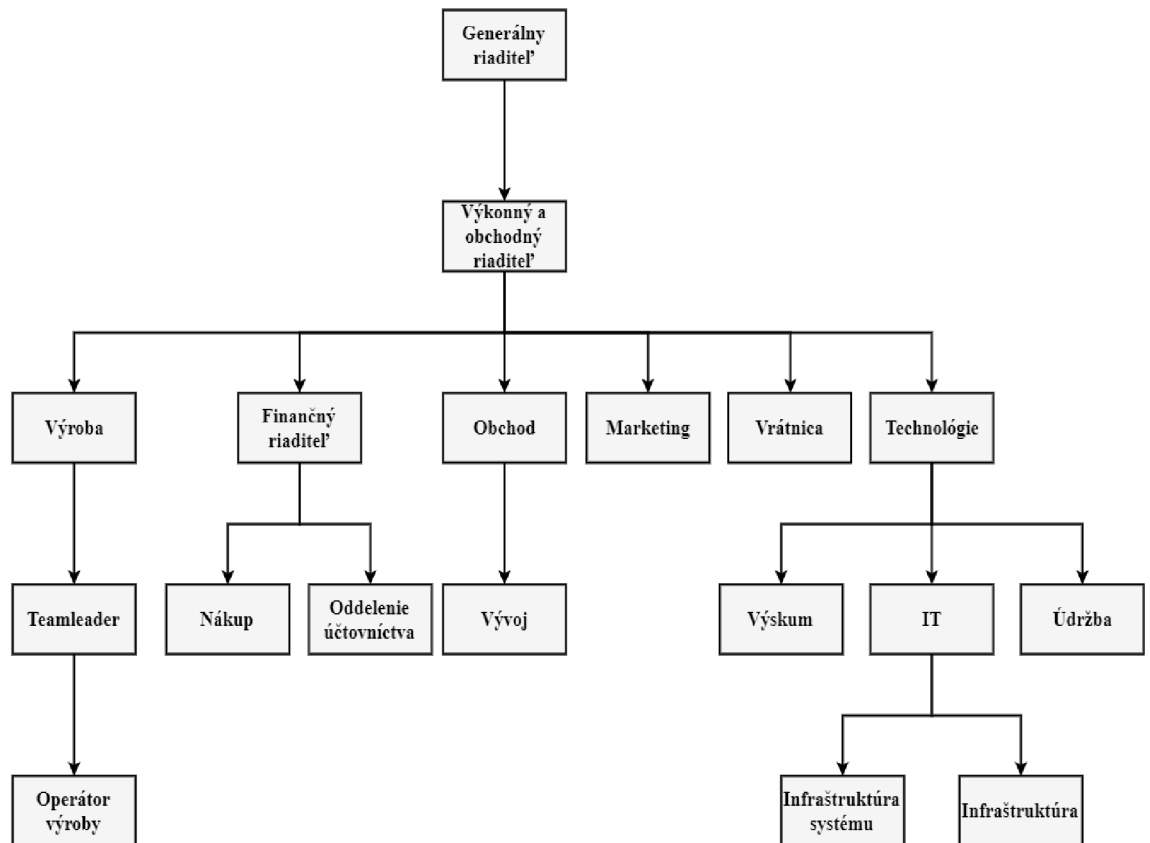 Generálny
riaditeľ
Výkonný a
obchodný
riaditeľ
Výroba
Finančný
riaditeľ
Obchod
Marketing
Vrátnica
Technológie
Teamleader
Nákup
Oddelenie
účtovníctva
Vývoj
Výskum
IT
Údržba
Operátor
výroby
Infraštruktúra
systému
Infraštruktúra